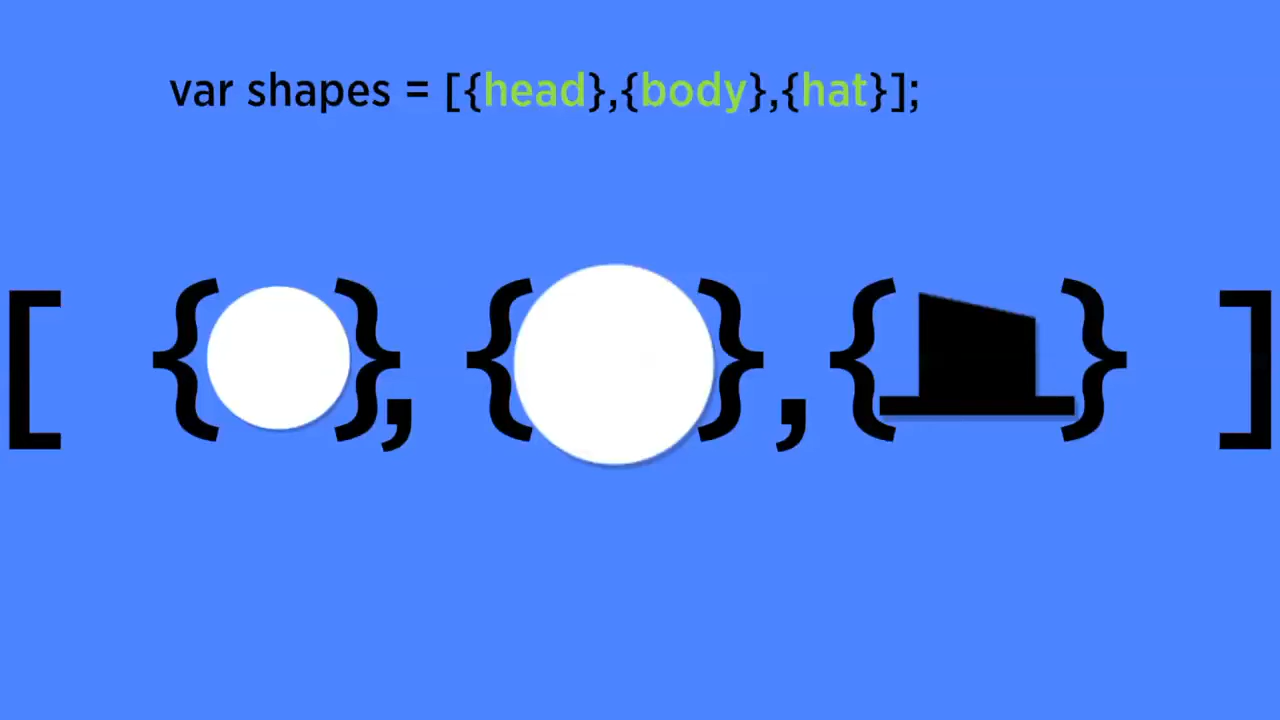 var shapes = [{head},{body},{hat}];
[ { }, { }, { } ]